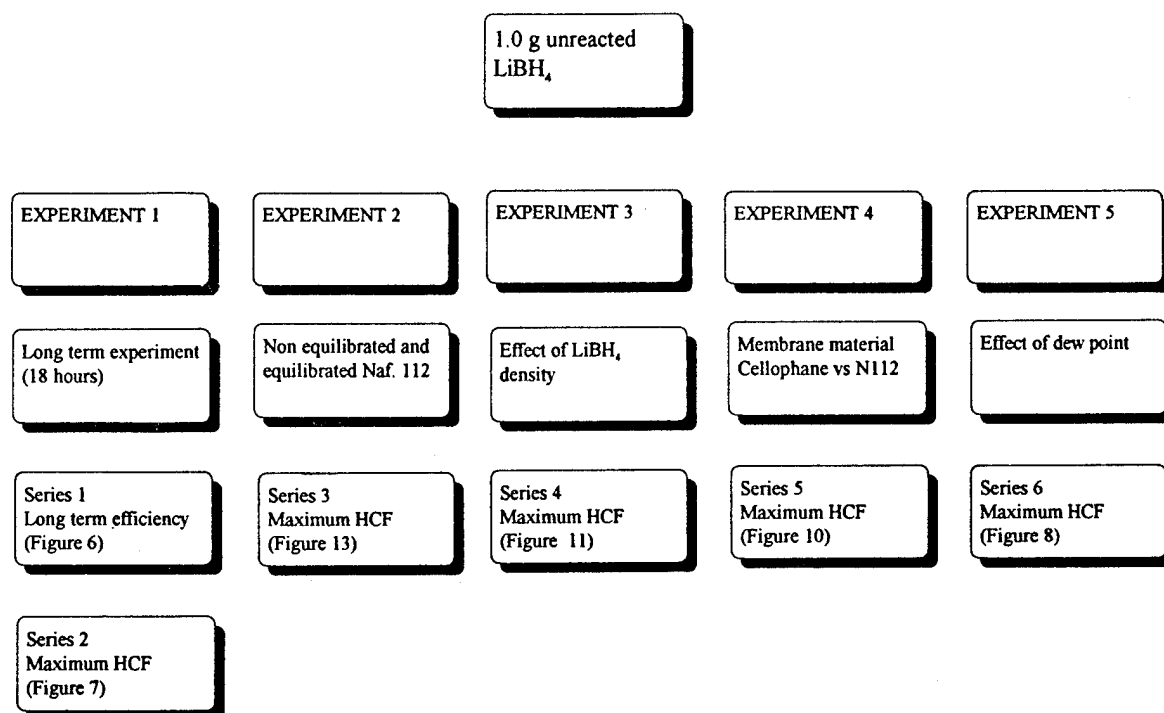 1.0 g unreacted
LiBH₄
EXPERIMENT 1
EXPERIMENT 2
EXPERIMENT 3
EXPERIMENT 4
EXPERIMENT 5
Long term experiment
(18 hours)
Non equilibrated and
equilibrated Naf. 112
Effect of LiBH₄
density
Membrane material
Cellophane vs N112
Effect of dew point
Series 1
Long term efficiency
(Figure 6)
Series 3
Maximum HCF
(Figure 13)
Series 4
Maximum HCF
(Figure 11)
Series 5
Maximum HCF
(Figure 10)
Series 6
Maximum HCF
(Figure 8)
Series 2
Maximum HCF
(Figure 7)